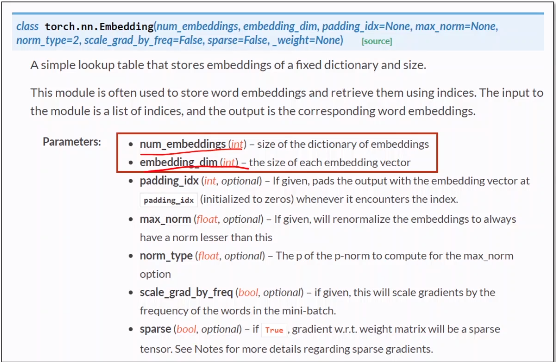 class torch.nn.Embedding(num_embeddings, embedding_dim, padding_idx=None, max_norm=None,
norm_type=2, scale_grad_by_freq=False, sparse=False, _weight=None) [source]
A simple lookup table that stores embeddings of a fixed dictionary and size.
This module is often used to store word embeddings and retrieve them using indices. The input to
the module is a list of indices, and the output is the corresponding word embeddings.
Parameters: • num_embeddings (int) – size of the dictionary of embeddings
• embedding_dim (int) – the size of each embedding vector
• padding_idx (int, optional) – If given, pads the output with the embedding vector at
padding_idx (initialized to zeros) whenever it encounters the index.
• max_norm (float, optional) – If given, will renormalize the embeddings to always
have a norm lesser than this
• norm_type (float, optional) – The p of the p-norm to compute for the max_norm
option
• scale_grad_by_freq (bool, optional) – if given, this will scale gradients by the
frequency of the words in the mini-batch.
• sparse (bool, optional) – if True , gradient w.r.t. weight matrix will be a sparse
tensor. See Notes for more details regarding sparse gradients.